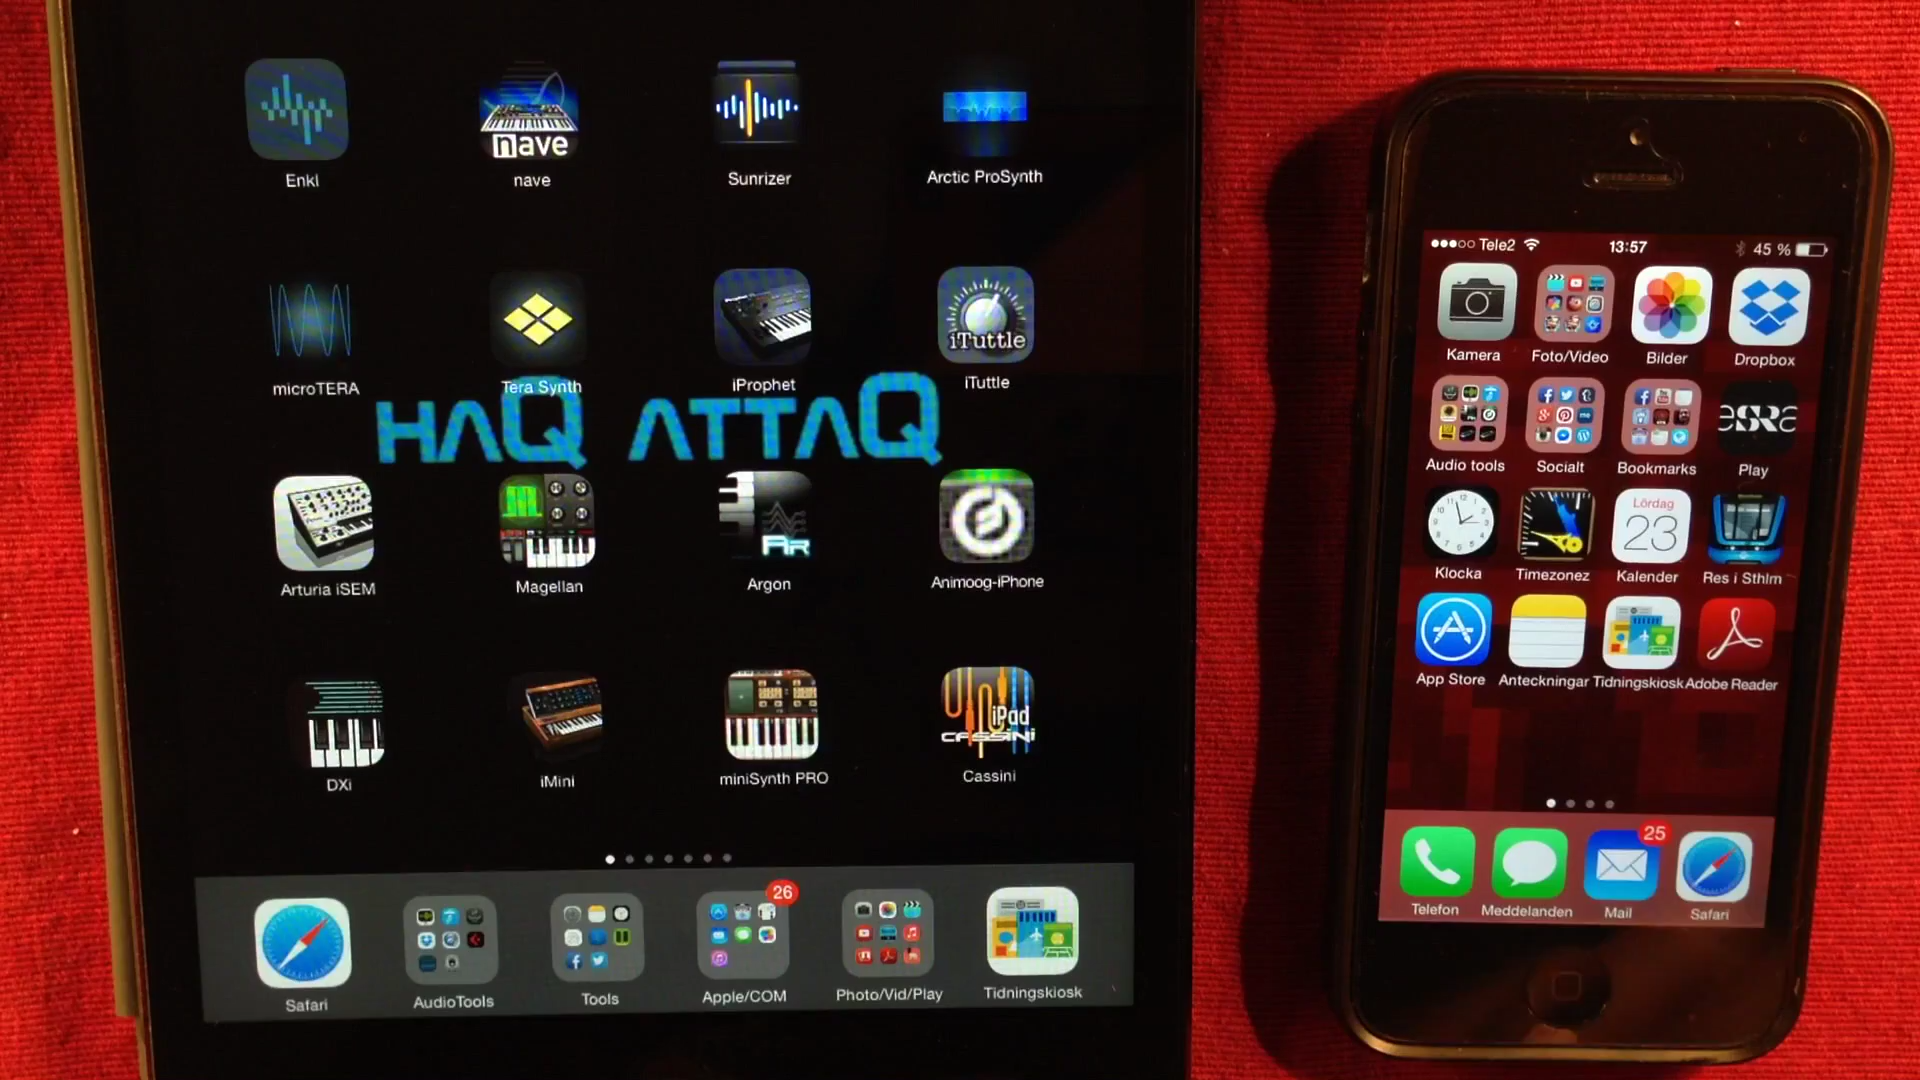 nave
Enkl
nave
Sunrizer
Arctic ProSynth
iTuttle
microTERA
Tera Synth
iProphet
iTuttle
HAQ ATTAQ
AR
Arturia iSEM
Magellan
Argon
Animoog-iPhone
iPad
CASSINI
DXi
iMini
miniSynth PRO
Cassini
26
Safari
AudioTools
Tools
Apple/COM
Photo/Vid/Play
Tidningskiosk
Tele2
13:57
45 %
Kamera
Foto/Video
Bilder
Dropbox
Audio tools
Socialt
Bookmarks
Play
Lördag
23
Klocka
Timezonez
Kalender
Res i Sthlm
App Store
Anteckningar
Tidningskiosk
Adobe Reader
25
Telefon
Meddelanden
Mail
Safari